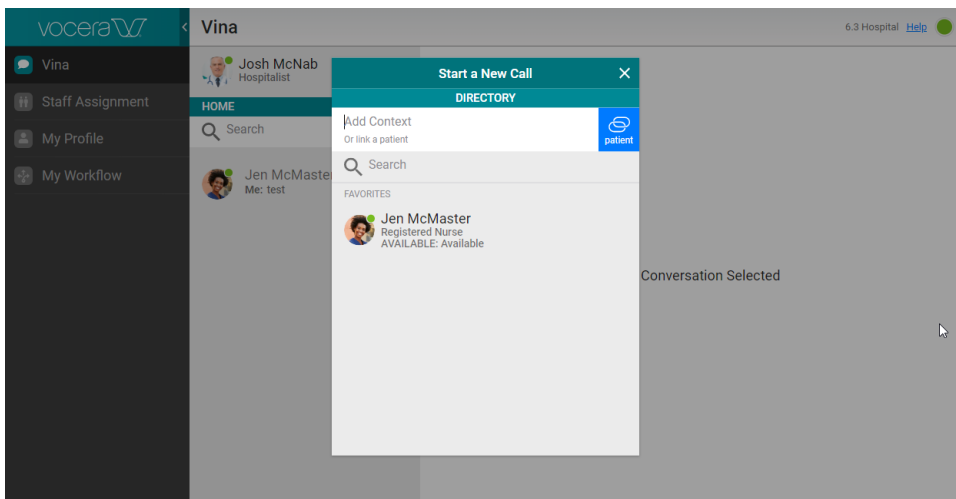 vocera
Vina
6.3 Hospital Help
Vina
Staff Assignment
My Profile
My Workflow
Josh McNab
Hospitalist
HOME
Search
Jen McMaste
Me: test
Start a New Call
DIRECTORY
Add Context
Or link a patient
patient
Search
FAVORITES
Jen McMaster
Registered Nurse
AVAILABLE: Available
Conversation Selected